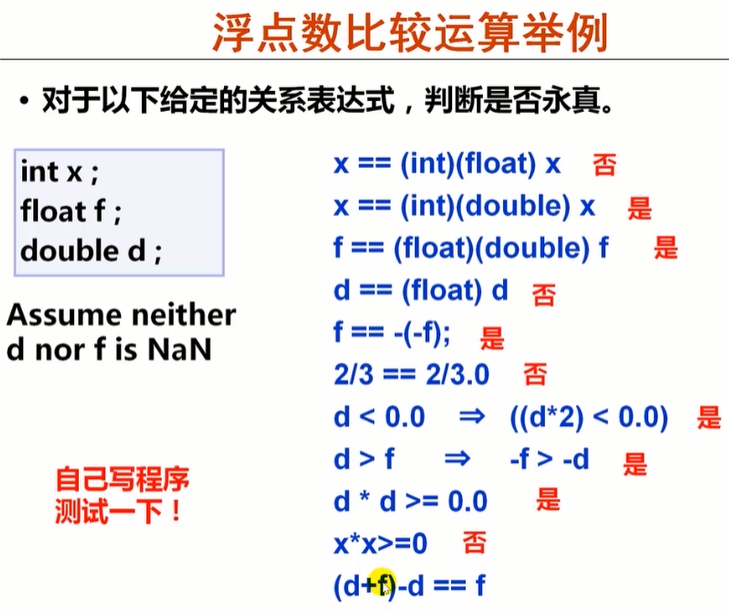 浮点数比较运算举例
• 对于以下给定的关系表达式，判断是否永真。
int x ;
float f ;
double d ;
Assume neither
d nor f is NaN
自己写程序
测试一下！
x == (int)(float) x 否
x == (int)(double) x 是
f == (float)(double) f 是
d == (float) d 否
f == -(-f); 是
2/3 == 2/3.0 否
d < 0.0 ⇒ ((d*2) < 0.0) 是
d > f ⇒ -f > -d 是
d * d >= 0.0 是
x*x>=0 否
(d+f)-d == f